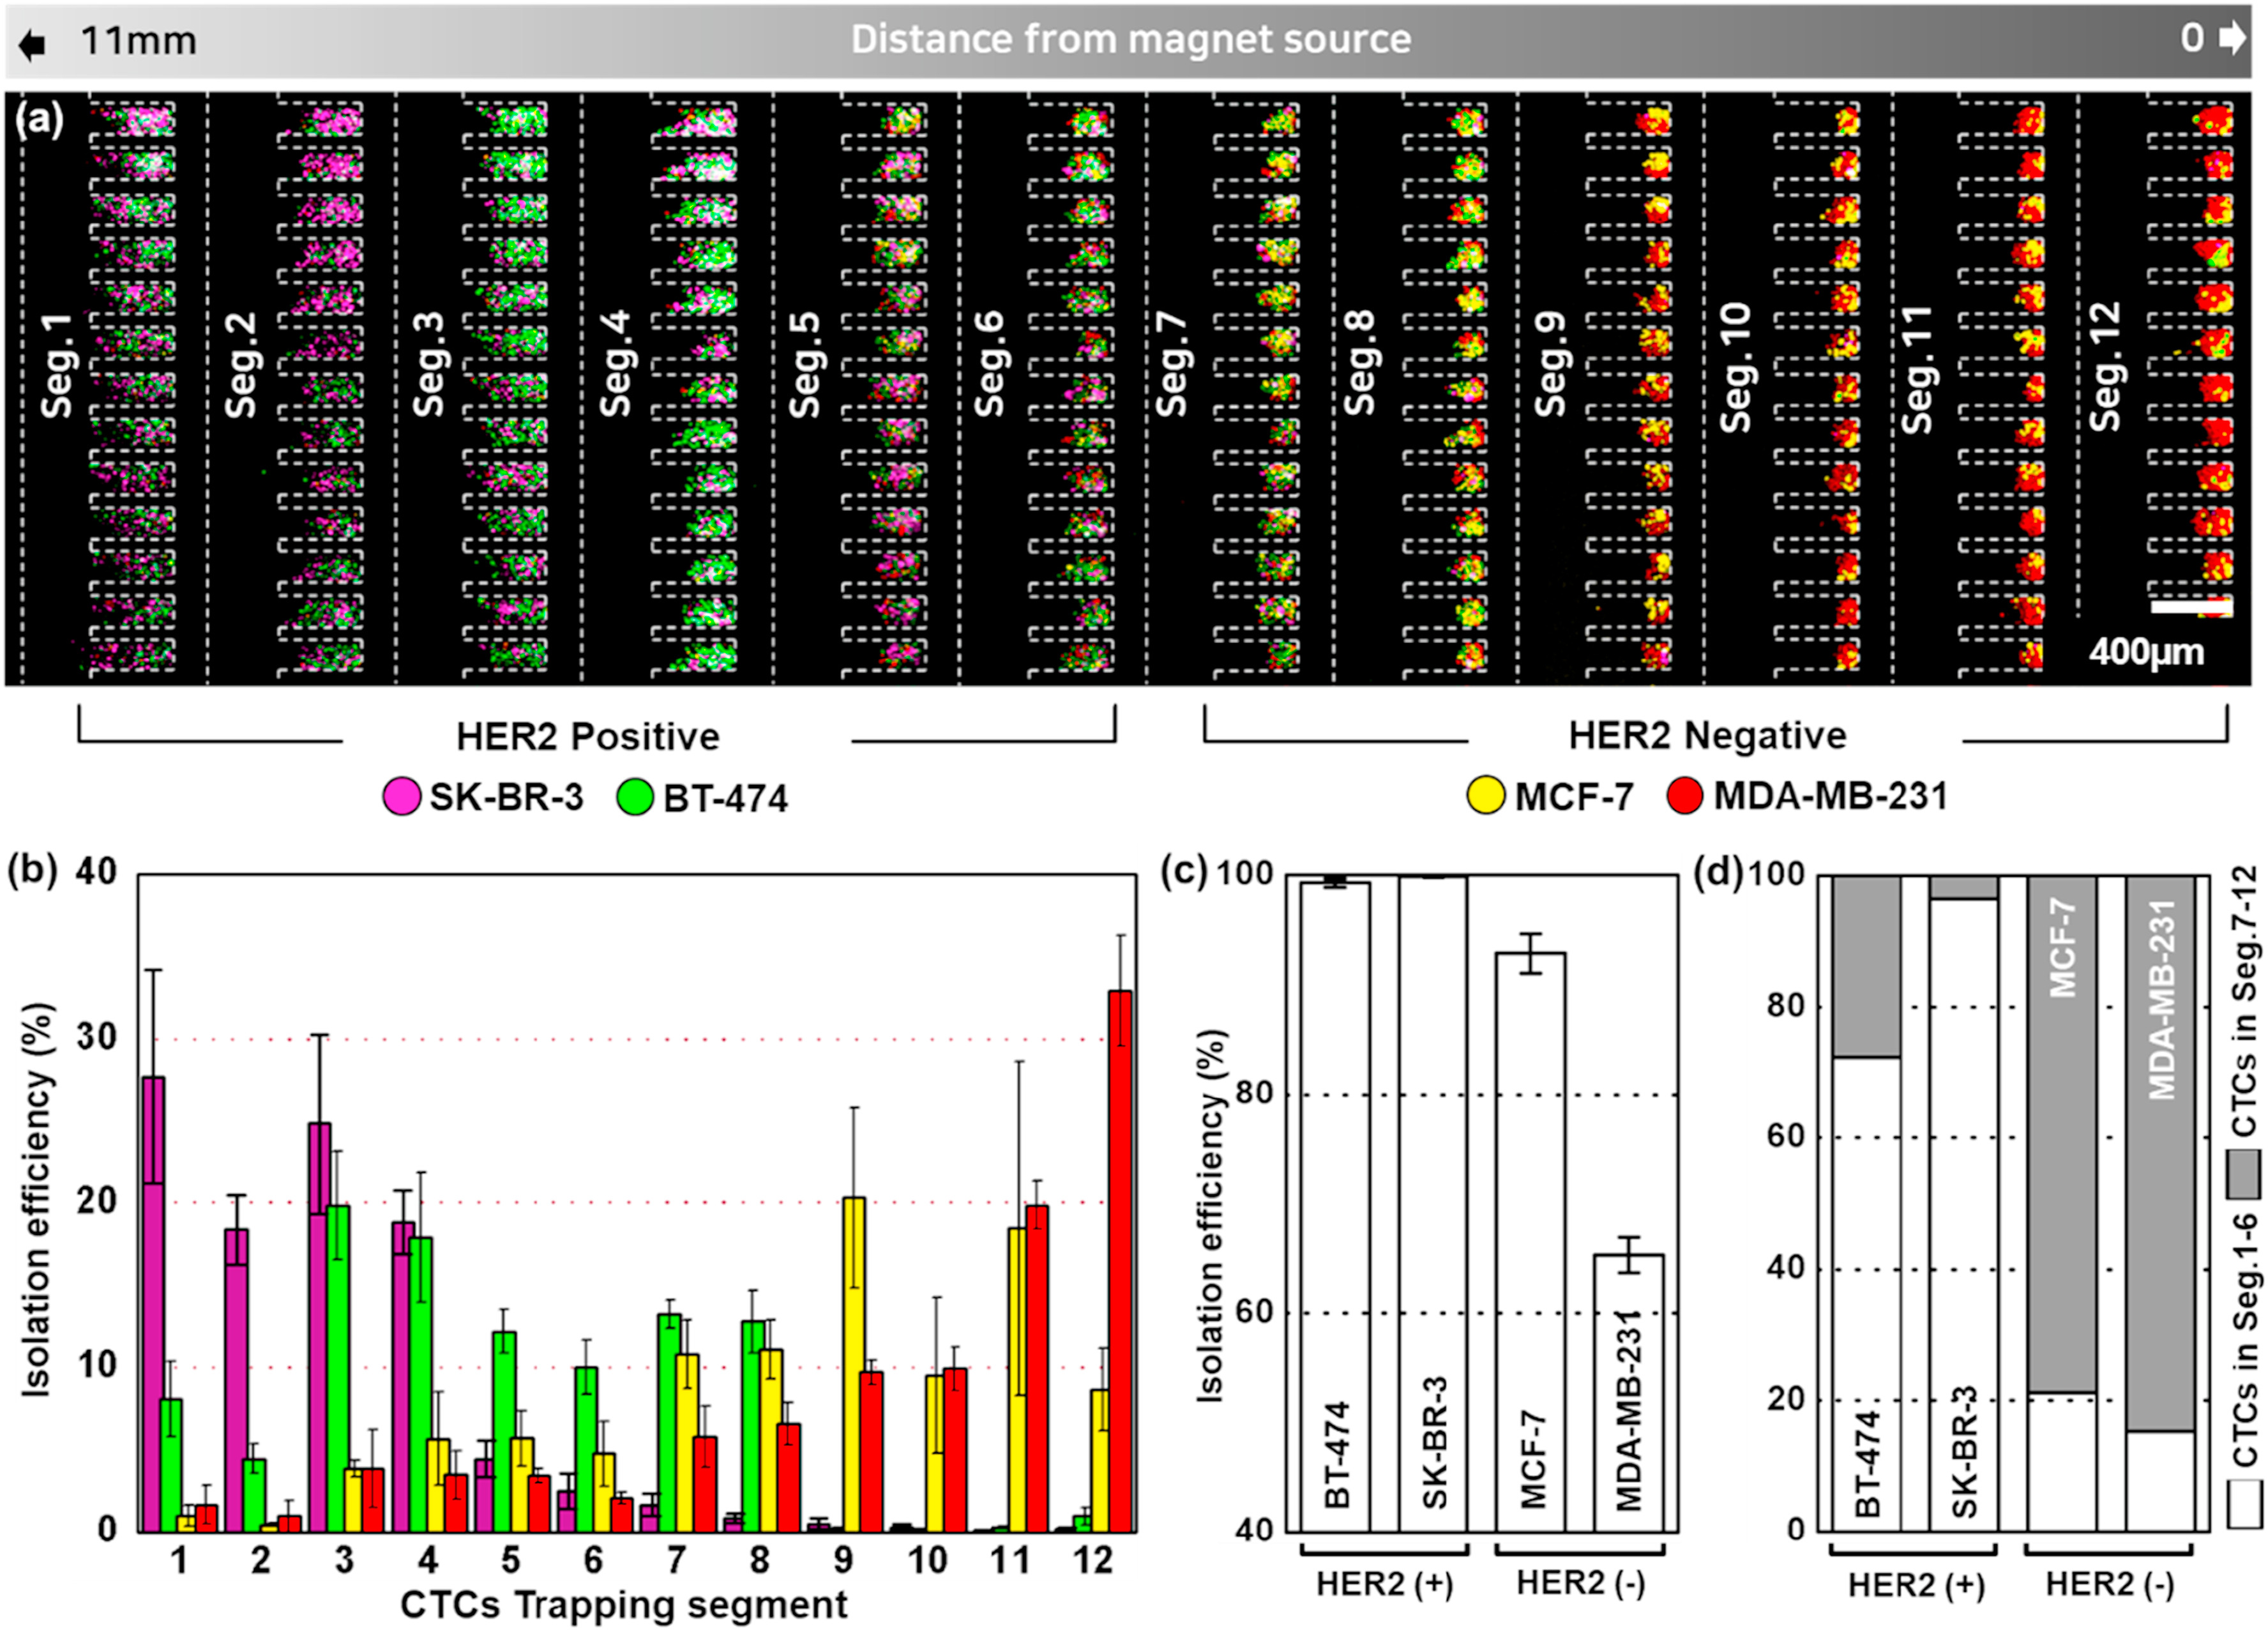 11mm Distance from magnet source 0
(a)
Seg.1 Seg.2 Seg.3 Seg.4 Seg.5 Seg.6 Seg.7 Seg.8 Seg.9 Seg.10 Seg.11 Seg.12
400μm
HER2 Positive HER2 Negative
SK-BR-3 BT-474 MCF-7 MDA-MB-231
(b)
40
30
20
10
0
Isolation efficiency (%)
1 2 3 4 5 6 7 8 9 10 11 12
CTCs Trapping segment
(c)
100
80
60
40
Isolation efficiency (%)
BT-474 SK-BR-3 MCF-7 MDA-MB-231
HER2 (+) HER2 (-)
(d)
100
80
60
40
20
0
BT-474 SK-BR-3 MCF-7 MDA-MB-231
HER2 (+) HER2 (-)
CTCs in Seg.1-6 CTCs in Seg.7-12